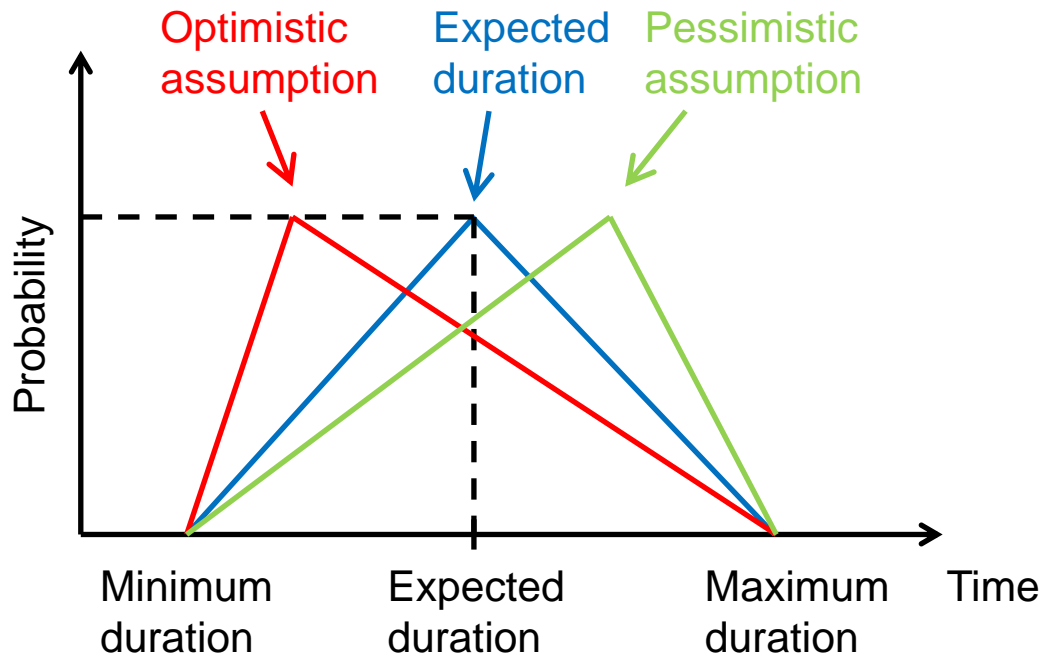 Optimistic
assumption
Expected
duration
Pessimistic
assumption
Probability
Minimum
duration
Expected
duration
Maximum
duration
Time